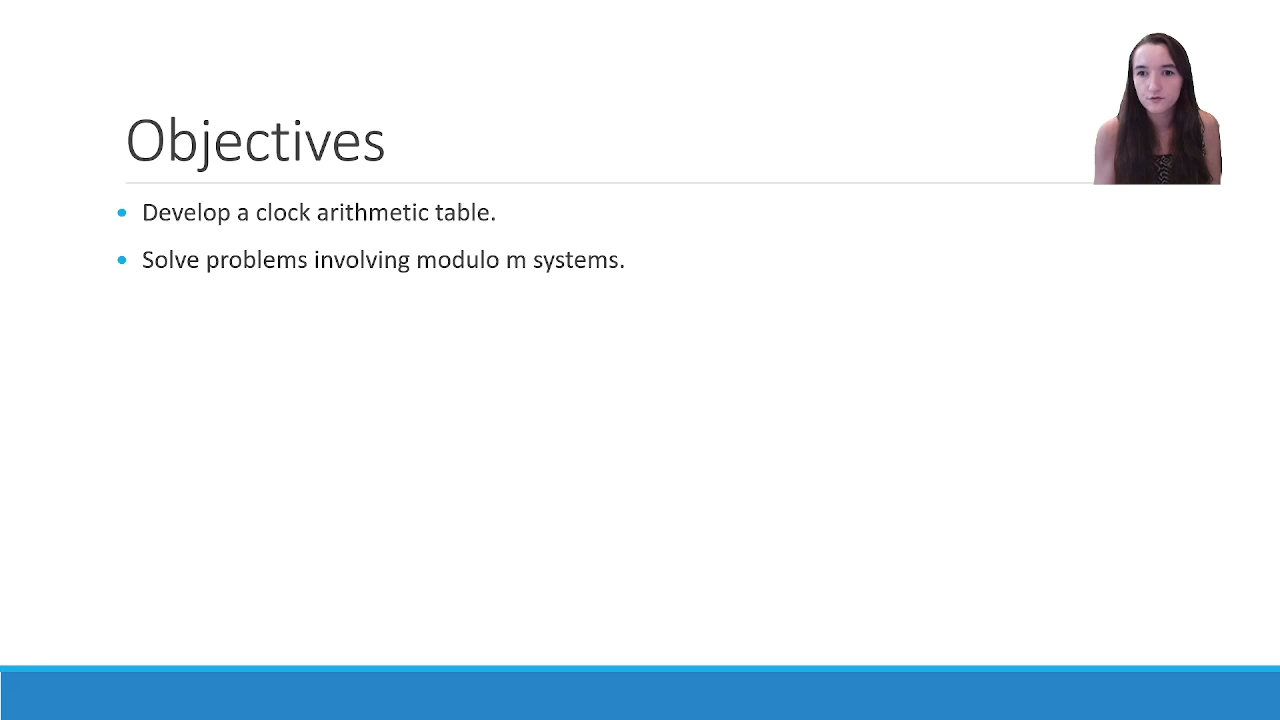 Objectives
• Develop a clock arithmetic table.
• Solve problems involving modulo m systems.